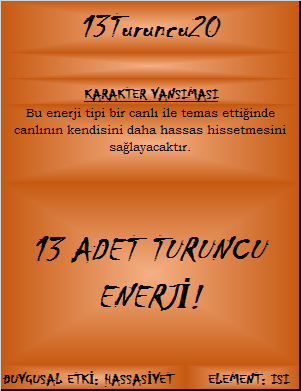 13Turuncu20
KARAKTER YANSIMASI
Bu enerji tipi bir canlı ile temas ettiğinde
canlının kendisini daha hassas hissetmesini
sağlayacaktır.
13 ADET TURUNCU
ENERJİ!
DUYGUSAL ETKİ: HASSASİYET ELEMENT: ISI